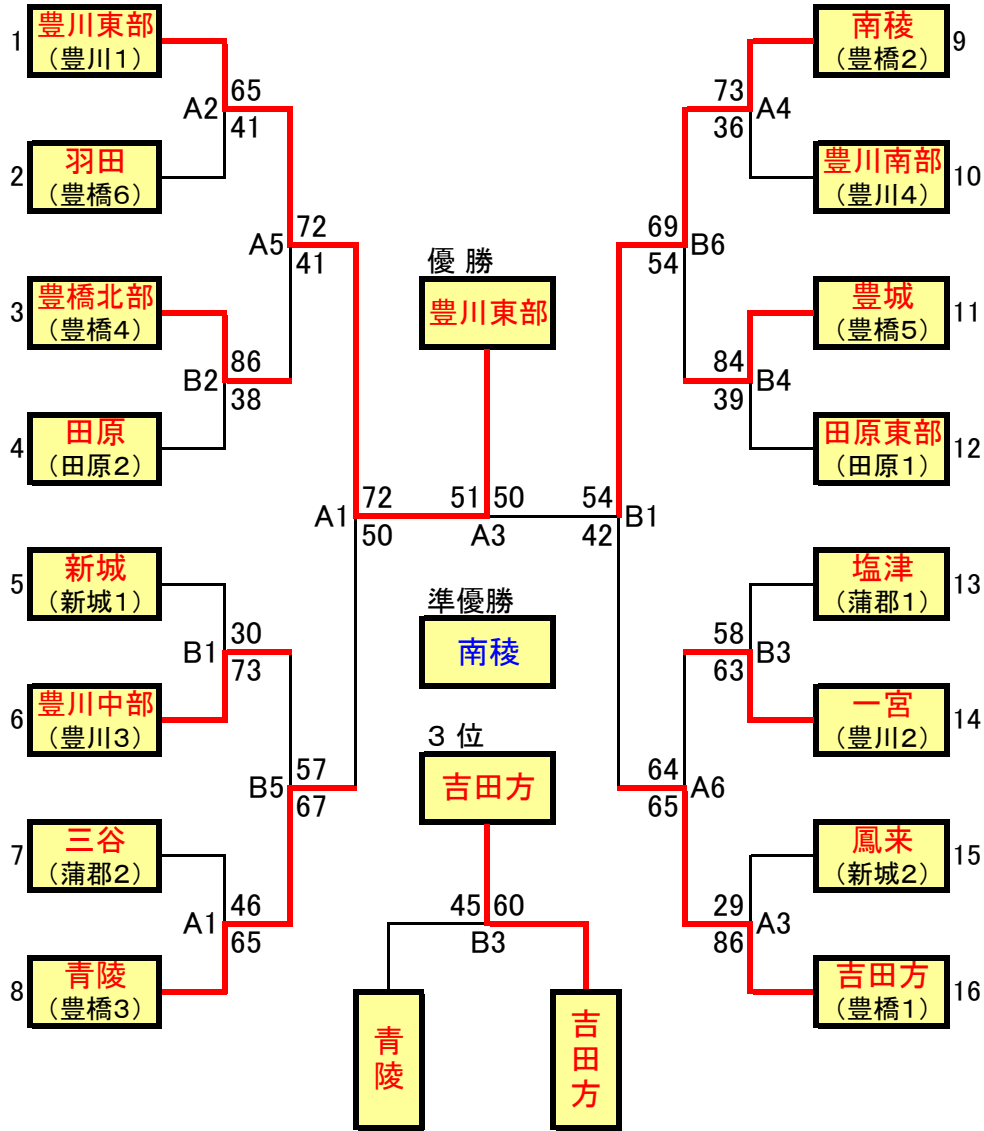 1
豊川東部
(豊川1)
A2
65
41
2
羽田
(豊橋6)
A5
72
41
3
豊橋北部
(豊橋4)
B2
86
38
4
田原
(田原2)
A1
72
50
5
新城
(新城1)
B1
30
73
6
豊川中部
(豊川3)
B5
57
67
7
三谷
(蒲郡2)
A1
46
65
8
青陵
(豊橋3)
優 勝
豊川東部
51 50
A3
準優勝
南稜
3 位
吉田方
45 60
B3
青陵
吉田方
南稜
(豊橋2)
9
73
36
A4
豊川南部
(豊川4)
10
69
54
B6
豊城
(豊橋5)
11
84
39
B4
田原東部
(田原1)
12
54
42
B1
塩津
(蒲郡1)
13
58
63
B3
一宮
(豊川2)
14
64
65
A6
鳳来
(新城2)
15
29
86
A3
吉田方
(豊橋1)
16